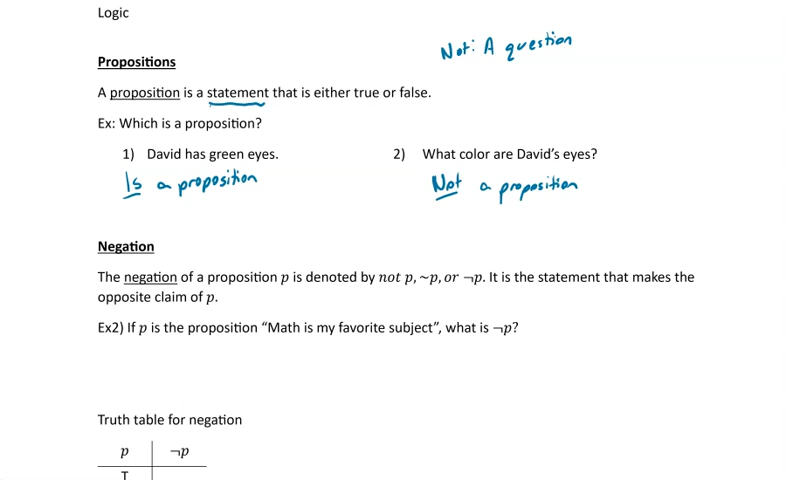 Logic
Not: A question
Propositions
A proposition is a statement that is either true or false.
Ex: Which is a proposition?
1) David has green eyes.
2) What color are David's eyes?
Is a proposition
Not a proposition
Negation
The negation of a proposition p is denoted by not p, ~p, or ¬p. It is the statement that makes the
opposite claim of p.
Ex2) If p is the proposition “Math is my favorite subject”, what is ¬p?
Truth table for negation
p ¬p
T